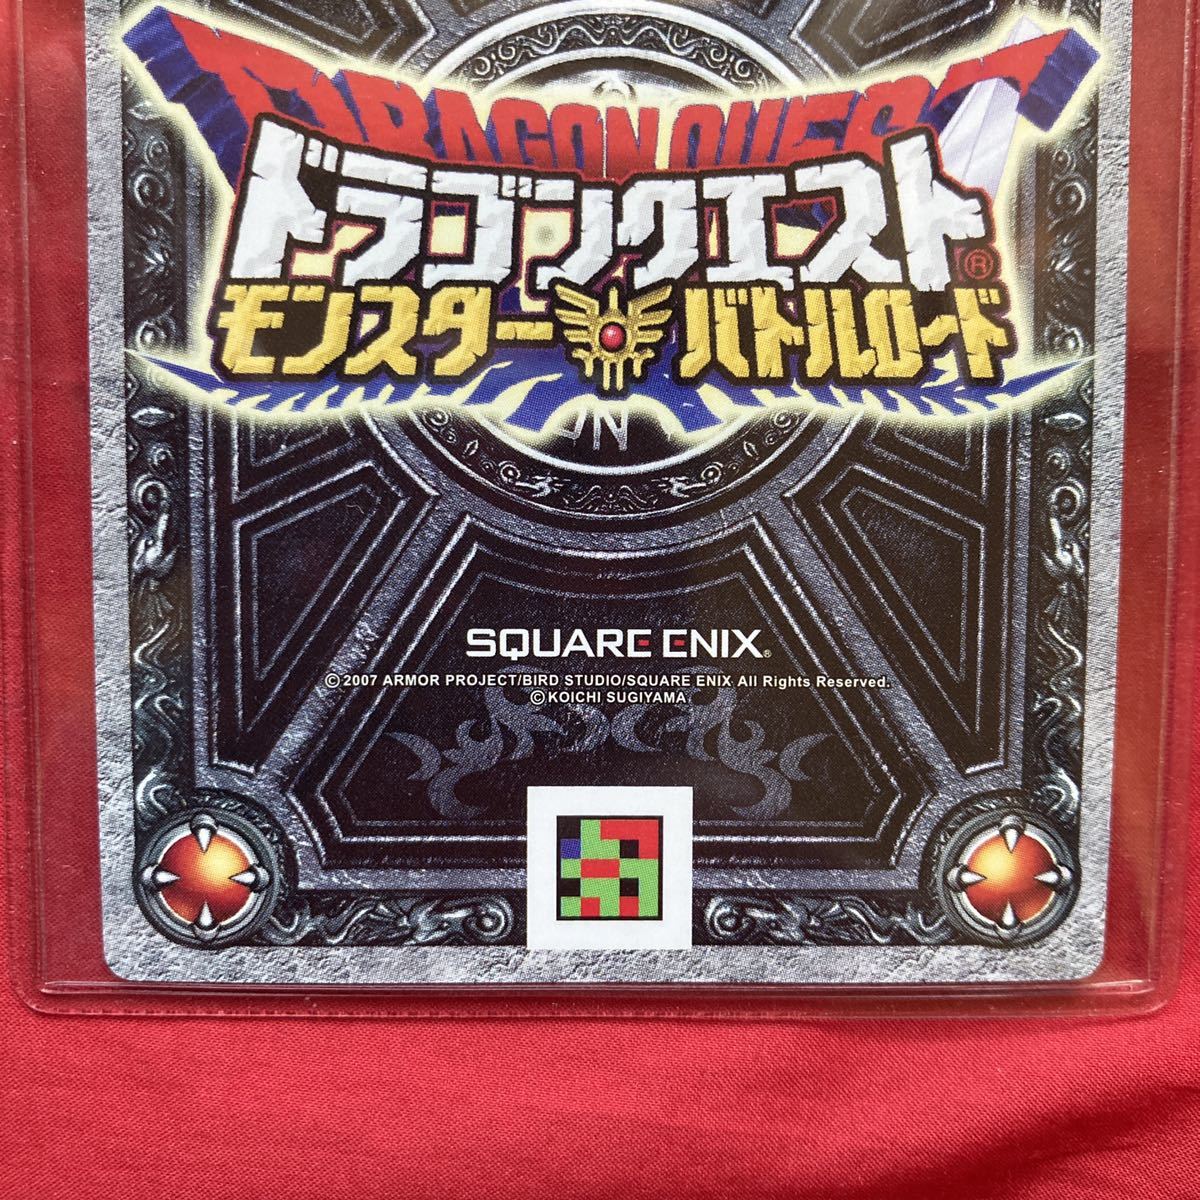 DRAGON QUEST
ドラゴンクエスト®
モンスター バトルロード
SQUARE ENIX®
© 2007 ARMOR PROJECT/BIRD STUDIO/SQUARE ENIX All Rights Reserved.
© KOICHI SUGIYAMA